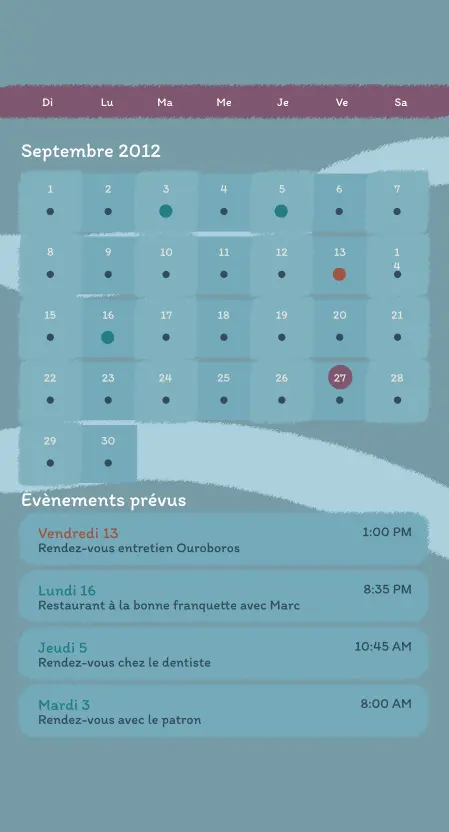 Di Lu Ma Me Je Ve Sa
Septembre 2012
1 2 3 4 5 6 7
8 9 10 11 12 13 14
15 16 17 18 19 20 21
22 23 24 25 26 27 28
29 30
Evènements prévus
Vendredi 13 1:00 PM
Rendez-vous entretien Ouroboros
Lundi 16 8:35 PM
Restaurant à la bonne franquette avec Marc
Jeudi 5 10:45 AM
Rendez-vous chez le dentiste
Mardi 3 8:00 AM
Rendez-vous avec le patron